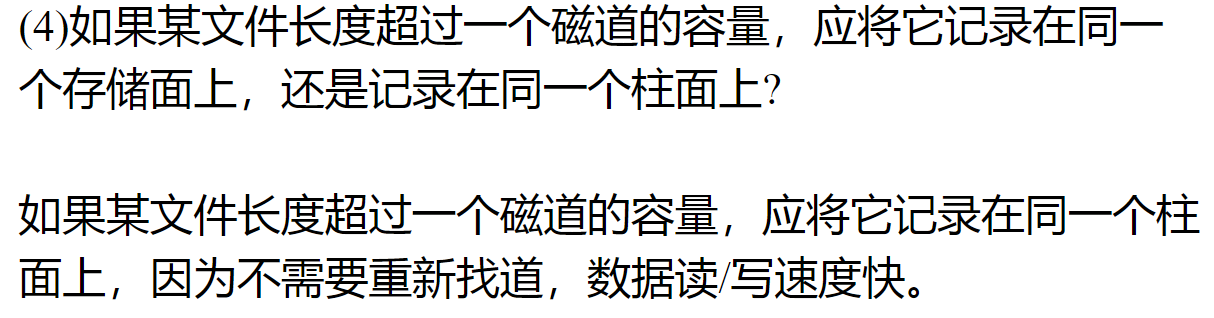 (4)如果某文件长度超过一个磁道的容量，应将它记录在同一
个存储面上，还是记录在同一个柱面上?
如果某文件长度超过一个磁道的容量，应将它记录在同一个柱
面上，因为不需要重新找道，数据读/写速度快。